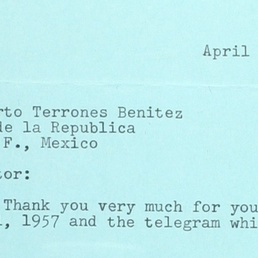 April
rto Terrones Benitez
de la Republica
F., Mexico
tor:
Thank you very much for you
, 1957 and the telegram whi